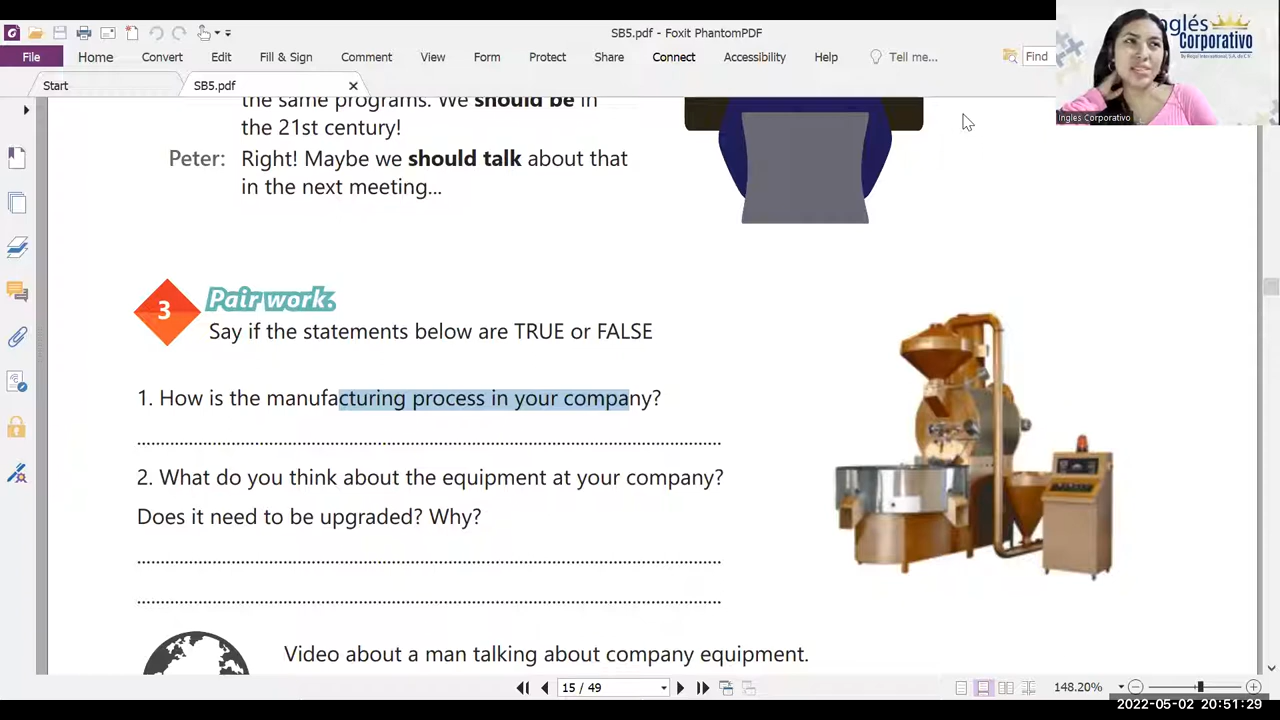 SB5.pdf - Foxit PhantomPDF
File Home Convert Edit Fill & Sign Comment View Form Protect Share Connect Accessibility Help Tell me... Find
Start SB5.pdf
Inglés
Corporativo
By Regal International, S.A. de C.V.
Ingles Corporativo
the same programs. We should be in
the 21st century!
Peter: Right! Maybe we should talk about that
in the next meeting...
3 Pair work.
Say if the statements below are TRUE or FALSE
1. How is the manufacturing process in your company?
2. What do you think about the equipment at your company?
Does it need to be upgraded? Why?
Video about a man talking about company equipment.
15 / 49 148.20%
2022-05-02 20:51:29